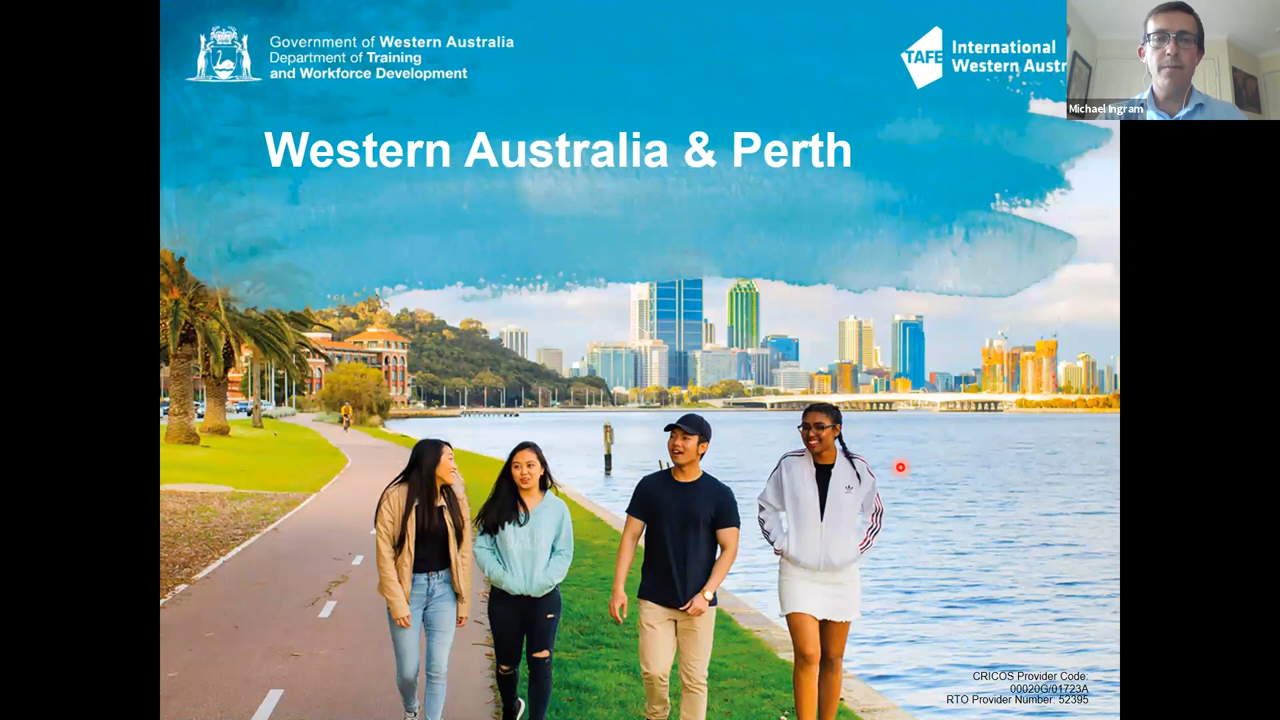 Government of Western Australia
Department of Training
and Workforce Development
TAFE
International
Western Austr
Michael Ingram
Western Australia & Perth
CRICOS Provider Code:
00020G/01723A
RTO Provider Number: 52395